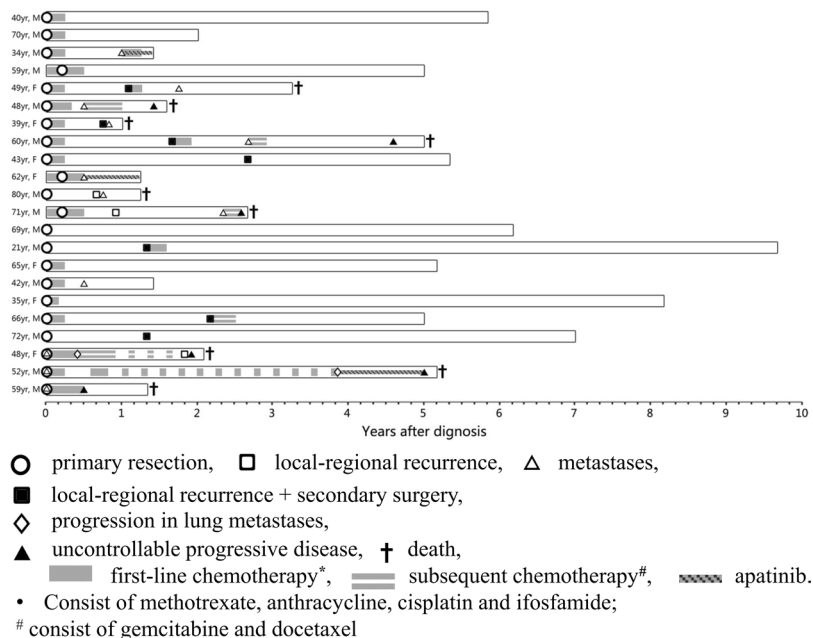 40yr, M
70yr, M
34yr, M
59yr, M
49yr, F
48yr, M
39yr, F
60yr, M
43yr, F
62yr, F
80yr, M
71yr, M
69yr, M
21yr, M
65yr, F
42yr, M
35yr, F
66yr, M
72yr, M
48yr, F
52yr, M
59yr, M
0 1 2 3 4 5 6 7 8 9 10
Years after dignosis
primary resection, local-regional recurrence, metastases,
local-regional recurrence + secondary surgery,
progression in lung metastases,
uncontrollable progressive disease, death,
first-line chemotherapy*, subsequent chemotherapy#, apatinib.
• Consist of methotrexate, anthracycline, cisplatin and ifosfamide;
# consist of gemcitabine and docetaxel